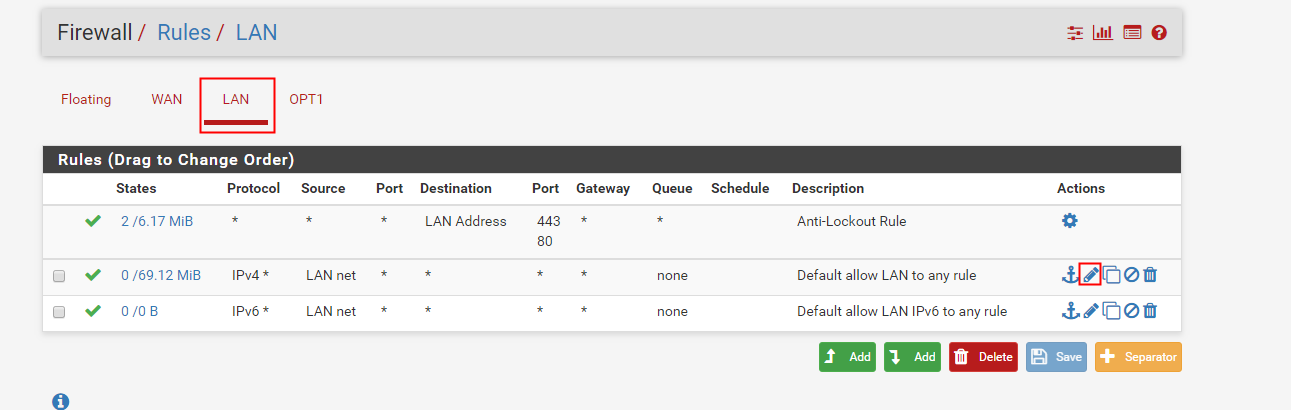 Firewall / Rules / LAN
Floating WAN LAN OPT1
Rules (Drag to Change Order)
States Protocol Source Port Destination Port Gateway Queue Schedule Description Actions
2 /6.17 MiB * * * LAN Address 443 * * Anti-Lockout Rule
80
0 /69.12 MiB IPv4 * LAN net * * * * none Default allow LAN to any rule
0 /0 B IPv6 * LAN net * * * * none Default allow LAN IPv6 to any rule
Add Add Delete Save Separator